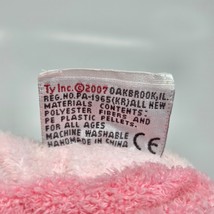 Ty Inc. ©2007 OAKBROOK, IL.
REG. NO. PA-1965(KR) ALL NEW
MATERIALS CONTENTS:
POLYESTER FIBERS AND
PE PLASTIC PELLETS.
FOR ALL AGES
MACHINE WASHABLE
HANDMADE IN CHINA
CE